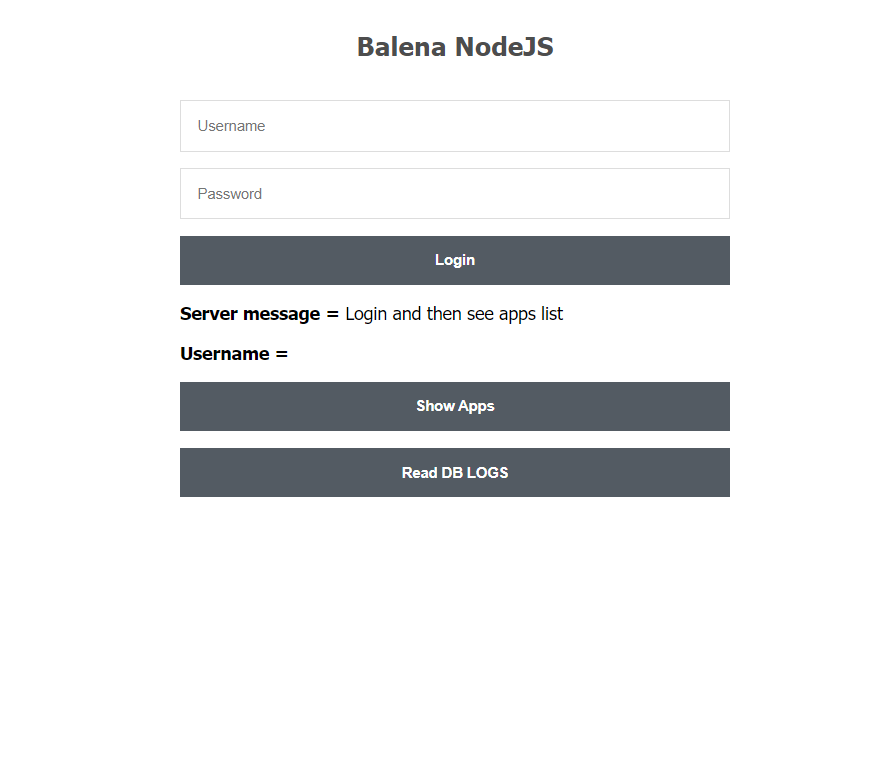 Balena NodeJS
Username
Password
Login
Server message = Login and then see apps list
Username =
Show Apps
Read DB LOGS